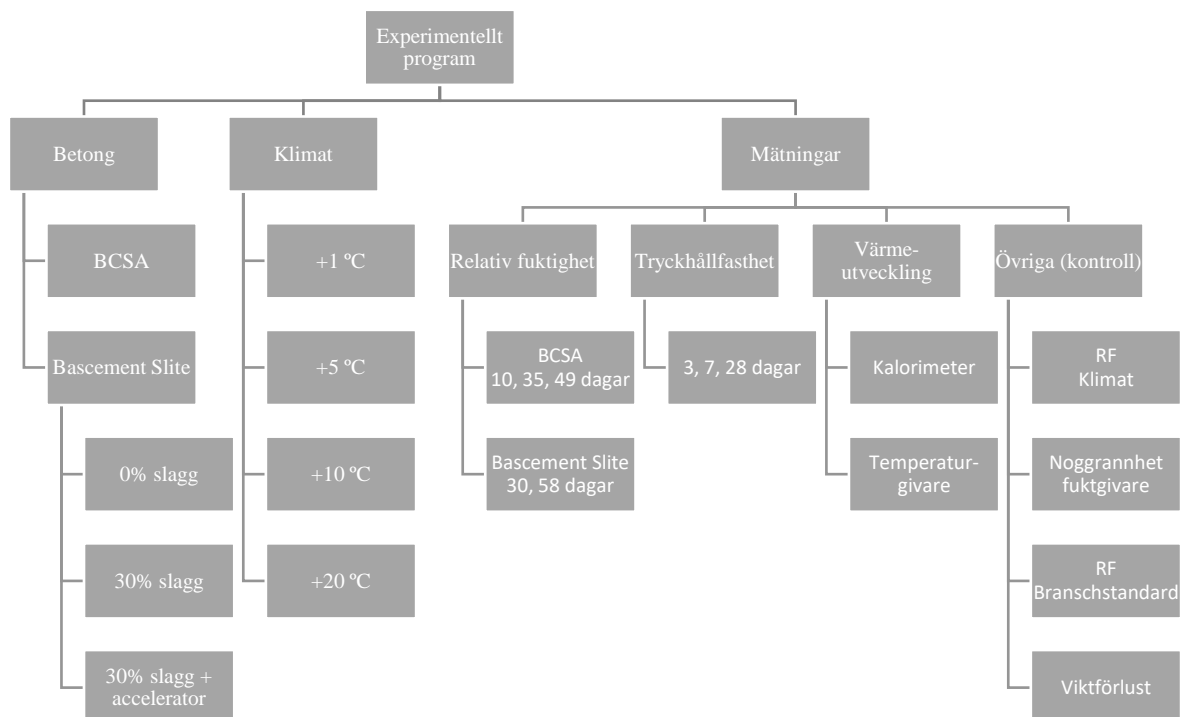 Experimentellt
program
Betong
Klimat
Mätningar
BCSA
Bascement Slite
0% slagg
30% slagg
30% slagg +
accelerator
+1 ºC
+5 ºC
+10 ºC
+20 ºC
Relativ fuktighet
BCSA
10, 35, 49 dagar
Bascement Slite
30, 58 dagar
Tryckhållfasthet
3, 7, 28 dagar
Värme-
utveckling
Kalorimeter
Temperatur-
givare
Övriga (kontroll)
RF
Klimat
Noggrannhet
fuktgivare
RF
Branschstandard
Viktförlust